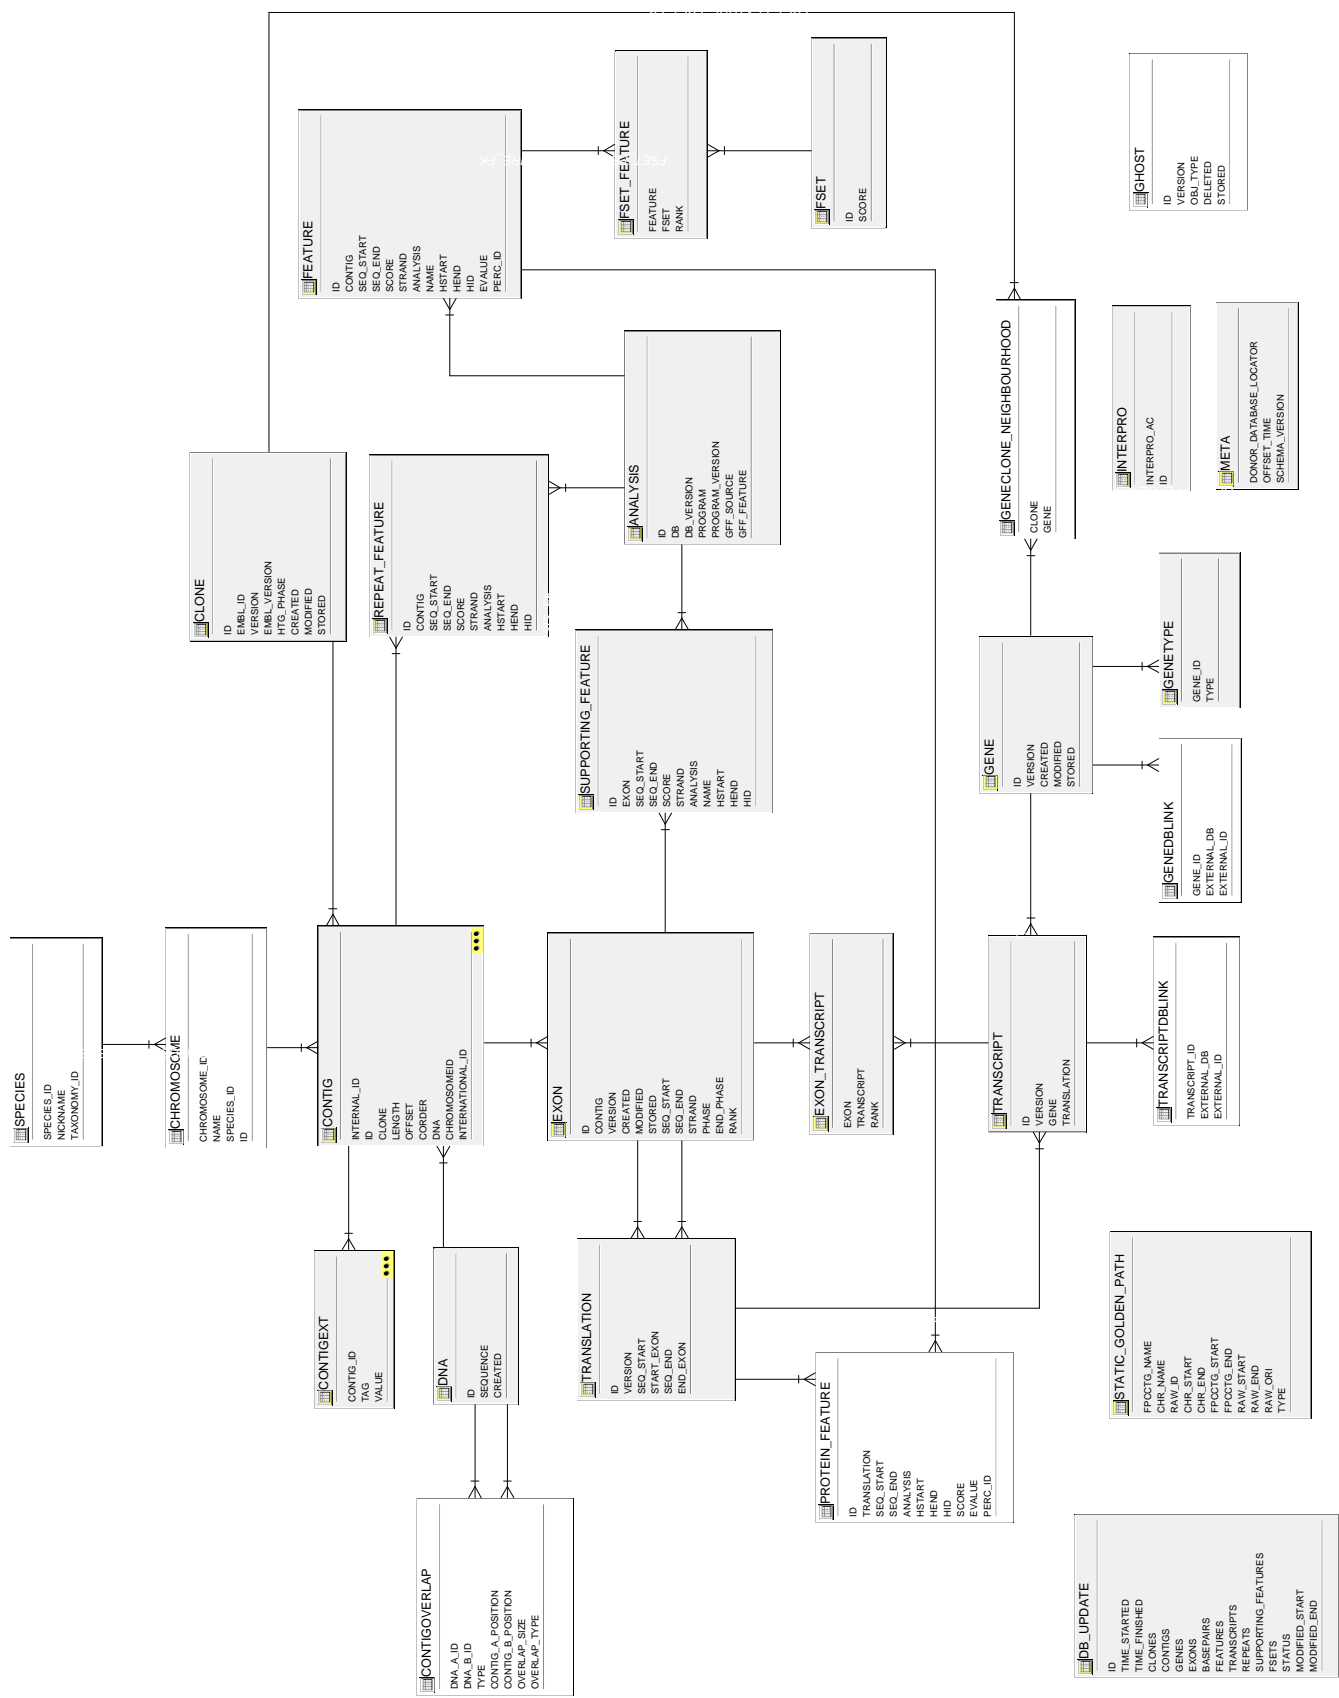 SPECIES
SPECIES_ID
NICKNAME
TAXONOMY_ID
CHROMOSOME
CHROMOSOME_ID
NAME
SPECIES_ID
ID
CLONE
ID
EMBL_ID
VERSION
EMBL_VERSION
HTG_PHASE
CREATED
MODIFIED
STORED
FEATURE
ID
CONTIG
SEQ_START
SEQ_END
SCORE
STRAND
ANALYSIS
NAME
HSTART
HEND
HID
EVALUE
PERC_ID
CONTIGEXT
CONTIG_ID
TAG
VALUE
CONTIG
INTERNAL_ID
ID
CLONE
LENGTH
OFFSET
CORDER
DNA
CHROMOSOMEID
INTERNATIONAL_ID
REPEAT_FEATURE
ID
CONTIG
SEQ_START
SEQ_END
SCORE
STRAND
ANALYSIS
HSTART
HEND
HID
CONTIGOVERLAP
DNA_A_ID
DNA_B_ID
TYPE
CONTIG_A_POSITION
CONTIG_B_POSITION
OVERLAP_SIZE
OVERLAP_TYPE
DNA
ID
SEQUENCE
CREATED
EXON
ID
CONTIG
VERSION
CREATED
MODIFIED
STORED
SEQ_START
SEQ_END
STRAND
PHASE
END_PHASE
RANK
TRANSLATION
ID
VERSION
SEQ_START
START_EXON
SEQ_END
END_EXON
SUPPORTING_FEATURE
ID
EXON
SEQ_START
SEQ_END
SCORE
STRAND
ANALYSIS
NAME
HSTART
HEND
HID
ANALYSIS
ID
DB
DB_VERSION
PROGRAM
PROGRAM_VERSION
GFF_SOURCE
GFF_FEATURE
FSET_FEATURE
FEATURE
FSET
RANK
FSET
ID
SCORE
PROTEIN_FEATURE
ID
TRANSLATION
SEQ_START
SEQ_END
ANALYSIS
HSTART
HEND
HID
SCORE
EVALUE
PERC_ID
EXON_TRANSCRIPT
EXON
TRANSCRIPT
RANK
TRANSCRIPT
ID
VERSION
GENE
TRANSLATION
GENE
ID
VERSION
CREATED
MODIFIED
STORED
GENECLONE_NEIGHBOURHOOD
CLONE
GENE
DB_UPDATE
ID
TIME_STARTED
TIME_FINISHED
CLONES
CONTIGS
GENES
EXONS
BASEPAIRS
FEATURES
TRANSCRIPTS
REPEATS
SUPPORTING_FEATURES
FSETS
STATUS
MODIFIED_START
MODIFIED_END
STATIC_GOLDEN_PATH
FPCCTG_NAME
CHR_NAME
RAW_ID
CHR_START
CHR_END
FPCCTG_START
FPCCTG_END
RAW_START
RAW_END
RAW_ORI
TYPE
TRANSCRIPTDBLINK
TRANSCRIPT_ID
EXTERNAL_DB
EXTERNAL_ID
GENEDBLINK
GENE_ID
EXTERNAL_DB
EXTERNAL_ID
GENETYPE
GENE_ID
TYPE
INTERPRO
INTERPRO_AC
ID
META
DONOR_DATABASE_LOCATOR
OFFSET_TIME
SCHEMA_VERSION
GHOST
ID
VERSION
OBJ_TYPE
DELETED
STORED